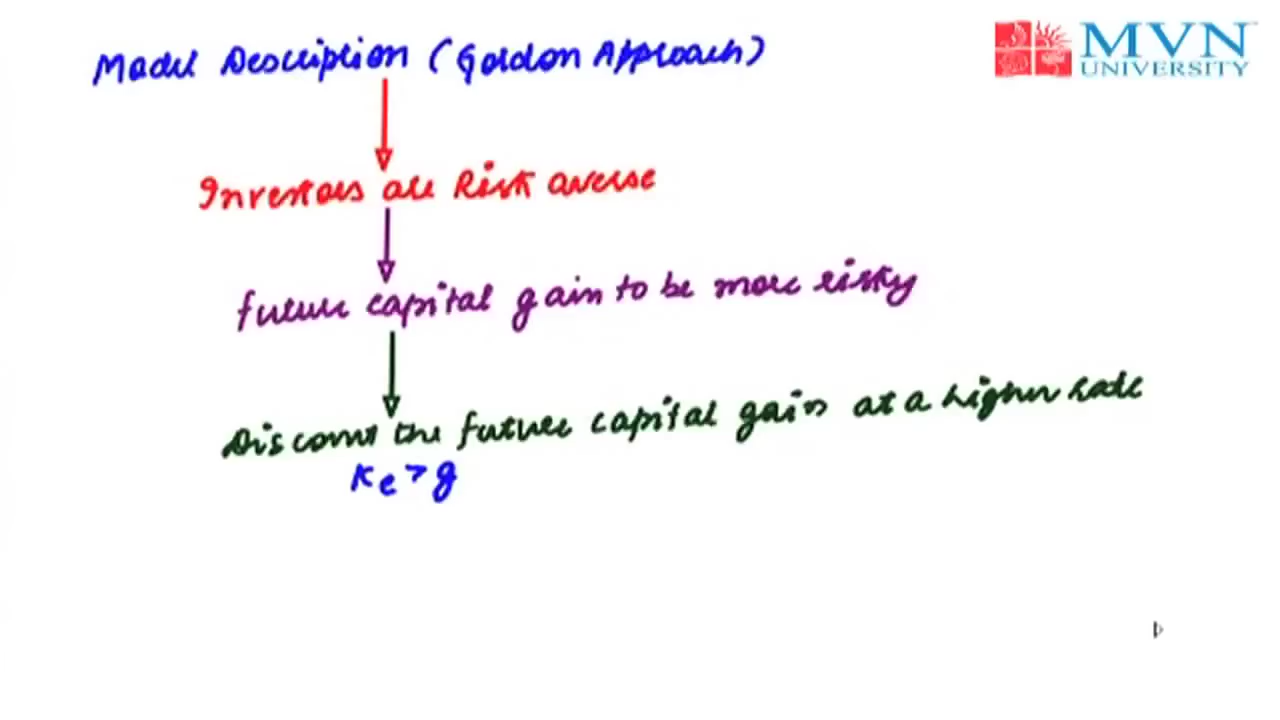 Model Description (Gordon Approach)
MVN
UNIVERSITY
Investors are Risk averse
future capital gain to be more risky
Discount the future capital gain at a higher rate
Ke > g